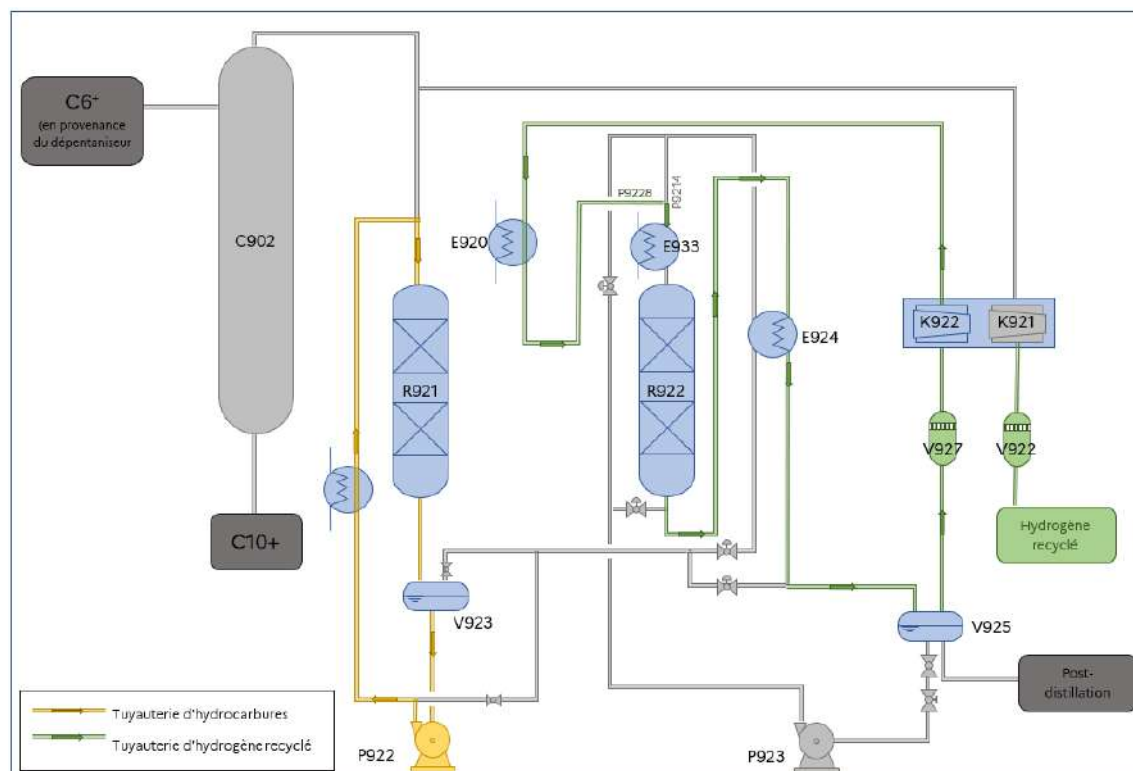 C6⁺
(en provenance
du dépentaniseur
C902
E920
P9228
P9214
E933
K922
K921
E924
R921
R922
V927
V922
C10+
Hydrogène
recyclé
V923
V925
Post-
distillation
Tuyauterie d'hydrocarbures
Tuyauterie d'hydrogène recyclé
P922
P923